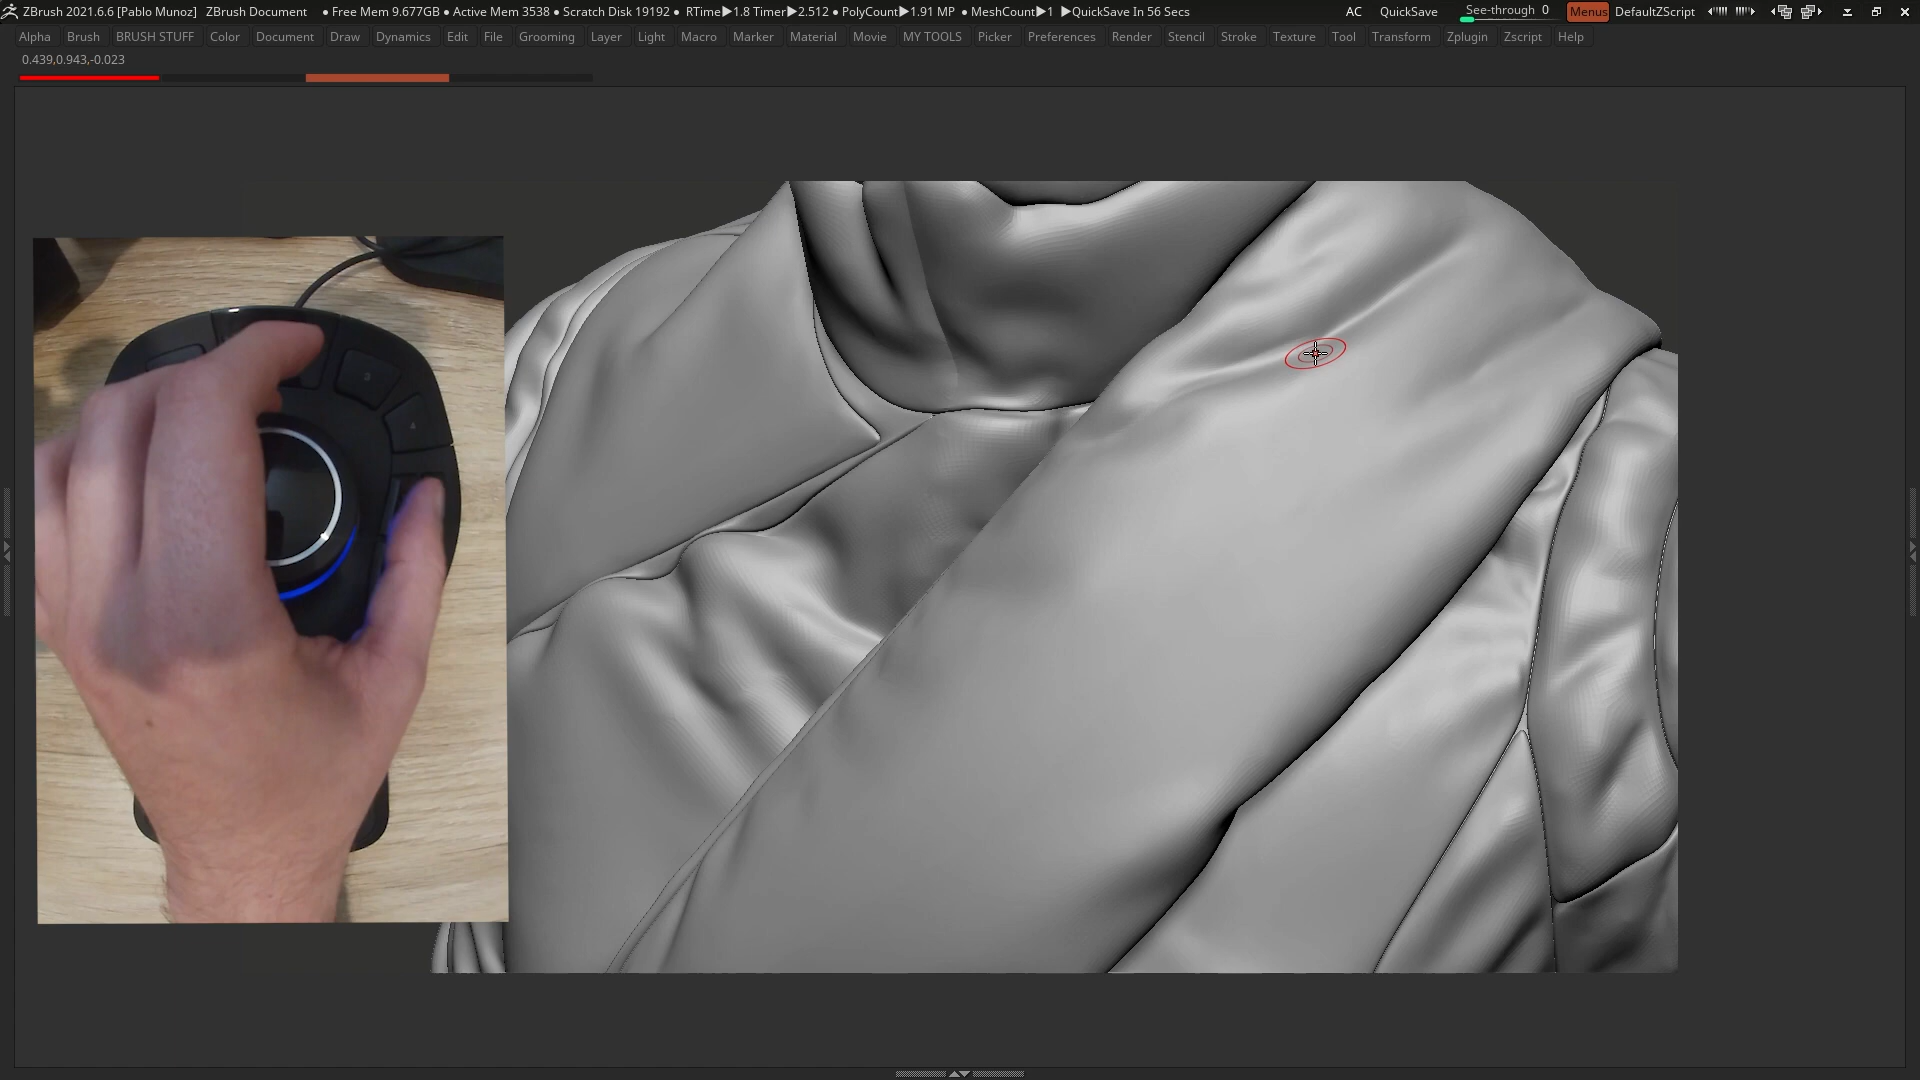 ZBrush 2021.6.6 [Pablo Munoz] ZBrush Document ● Free Mem 9.677GB ● Active Mem 3538 ● Scratch Disk 19192 ● RTime▶1.8 Timer▶2.512 ● PolyCount▶1.91 MP ● MeshCount▶1 ▶QuickSave In 56 Secs AC QuickSave See-through 0 Menus DefaultZScript
Alpha Brush BRUSH STUFF Color Document Draw Dynamics Edit File Grooming Layer Light Macro Marker Material Movie MY TOOLS Picker Preferences Render Stencil Stroke Texture Tool Transform Zplugin Zscript Help
0.439,0.943,-0.023
3
4